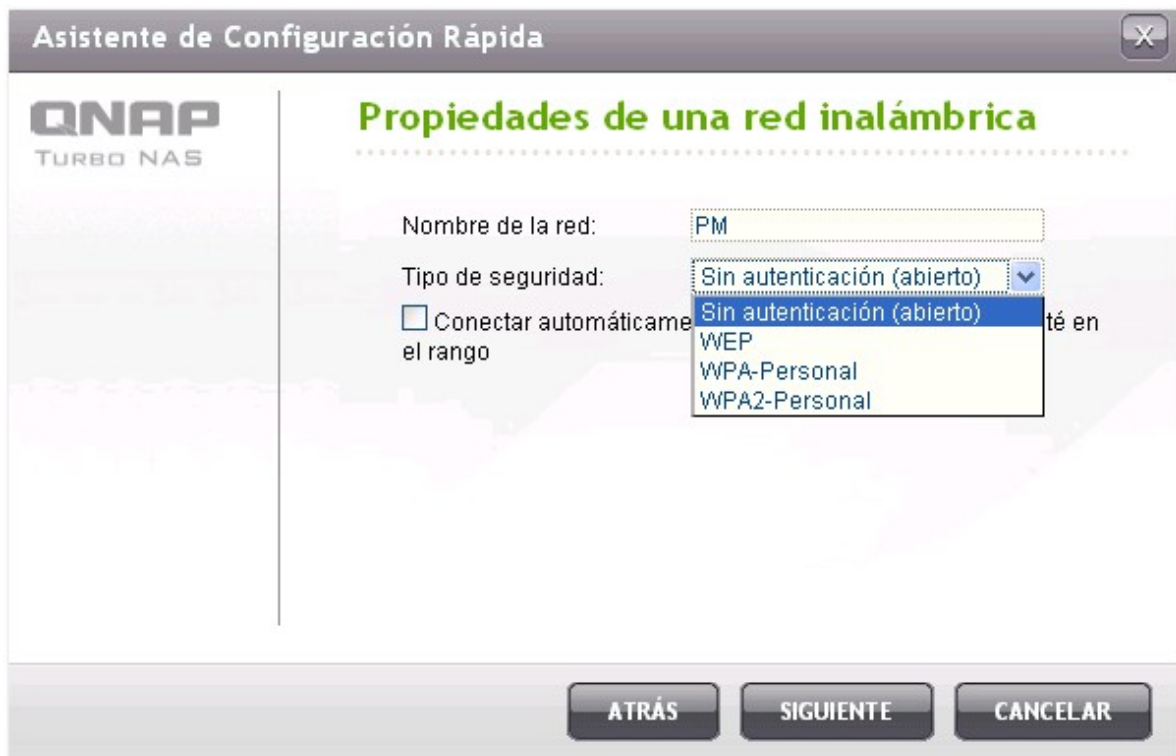 Asistente de Configuración Rápida
X
QNAP
TURBO NAS
Propiedades de una red inalámbrica
Nombre de la red: PM
Tipo de seguridad: Sin autenticación (abierto)
Sin autenticación (abierto)
WEP
WPA-Personal
WPA2-Personal
Conectar en
el rango
ATRÁS SIGUIENTE CANCELAR